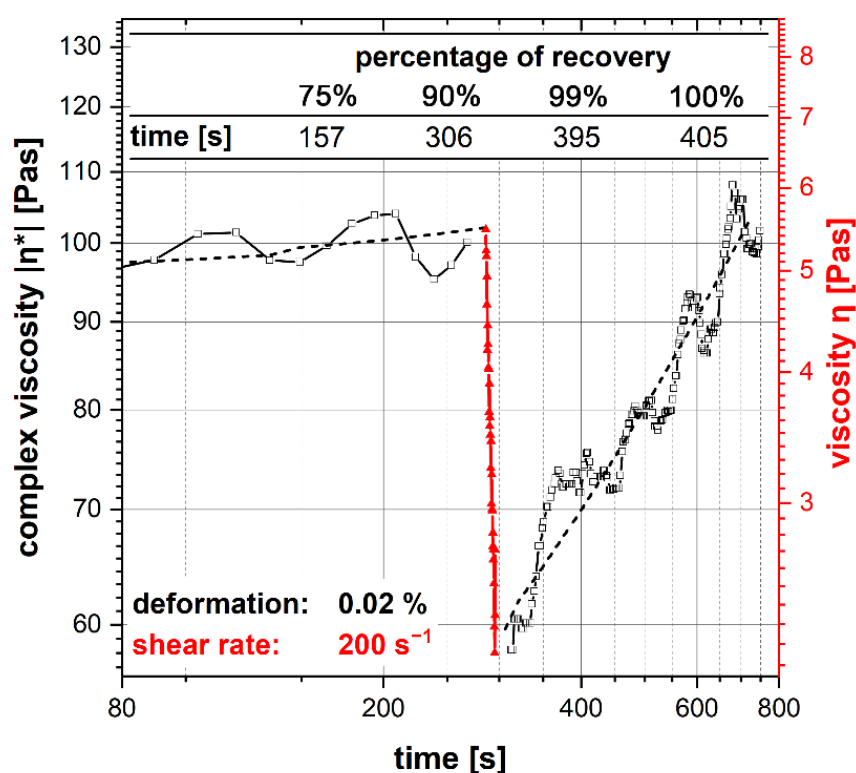 percentage of recovery
75% 90% 99% 100%
time [s] 157 306 395 405
complex viscosity |η*| [Pas]
130
120
110
100
90
80
70
60
viscosity η [Pas]
8
7
6
5
4
3
deformation: 0.02 %
shear rate: 200 s⁻¹
80 200 400 600 800
time [s]